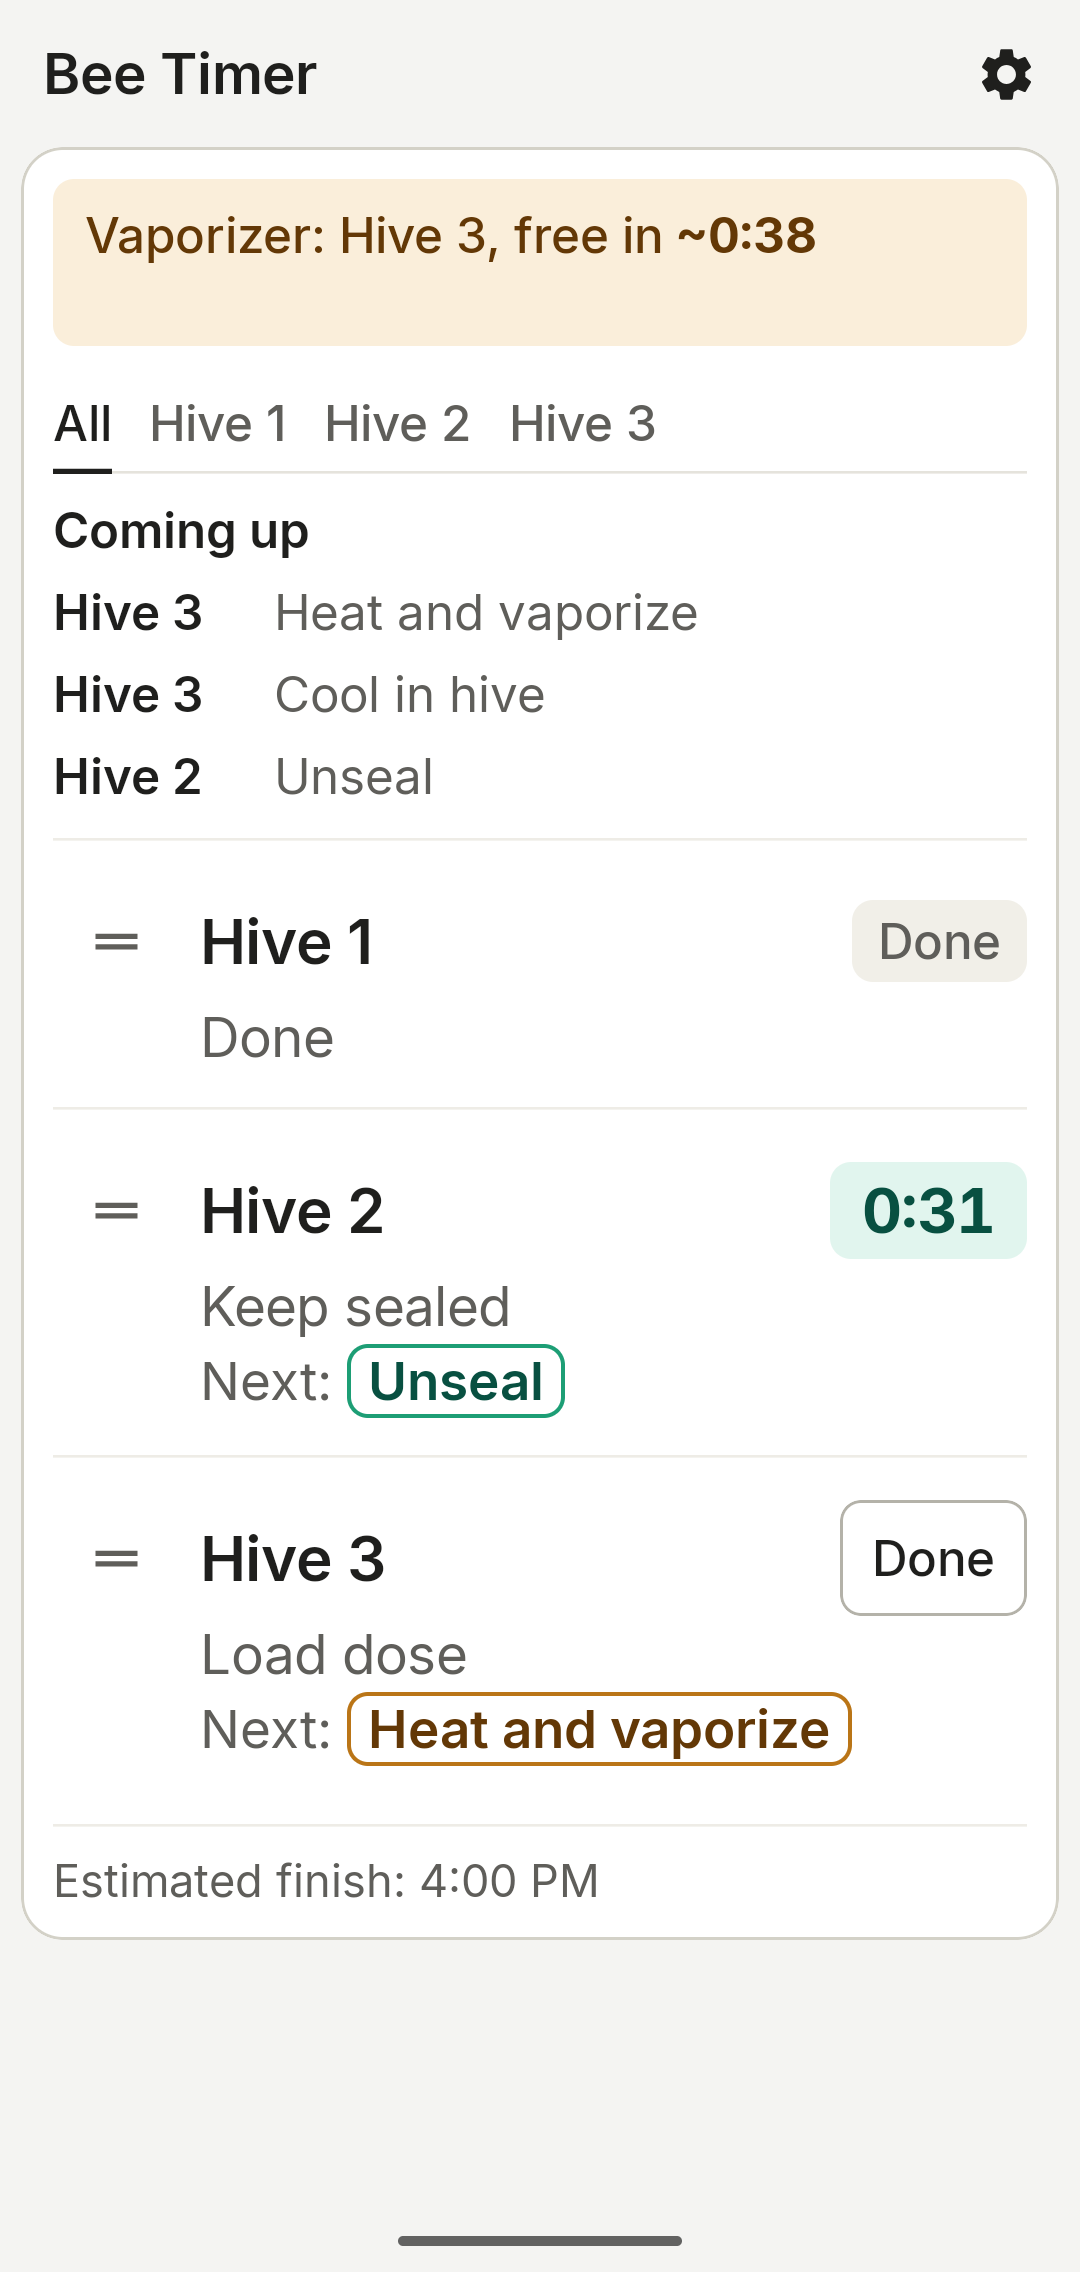 Bee Timer
Vaporizer: Hive 3, free in ~0:38
All Hive 1 Hive 2 Hive 3
Coming up
Hive 3 Heat and vaporize
Hive 3 Cool in hive
Hive 2 Unseal
Hive 1 Done
Done
Hive 2 0:31
Keep sealed
Next: Unseal
Hive 3 Done
Load dose
Next: Heat and vaporize
Estimated finish: 4:00 PM